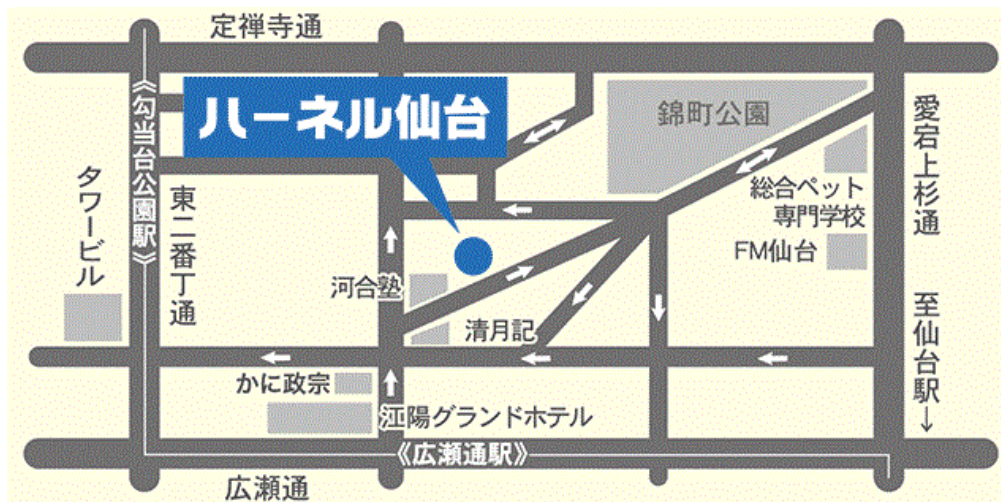 定禅寺通
ハーネル仙台
錦町公園
《勾当台公園駅》
タワービル
東二番丁通
愛宕上杉通
総合ペット
専門学校
FM仙台
河合塾
清月記
至仙台駅→
かに政宗
江陽グランドホテル
《広瀬通駅》
広瀬通